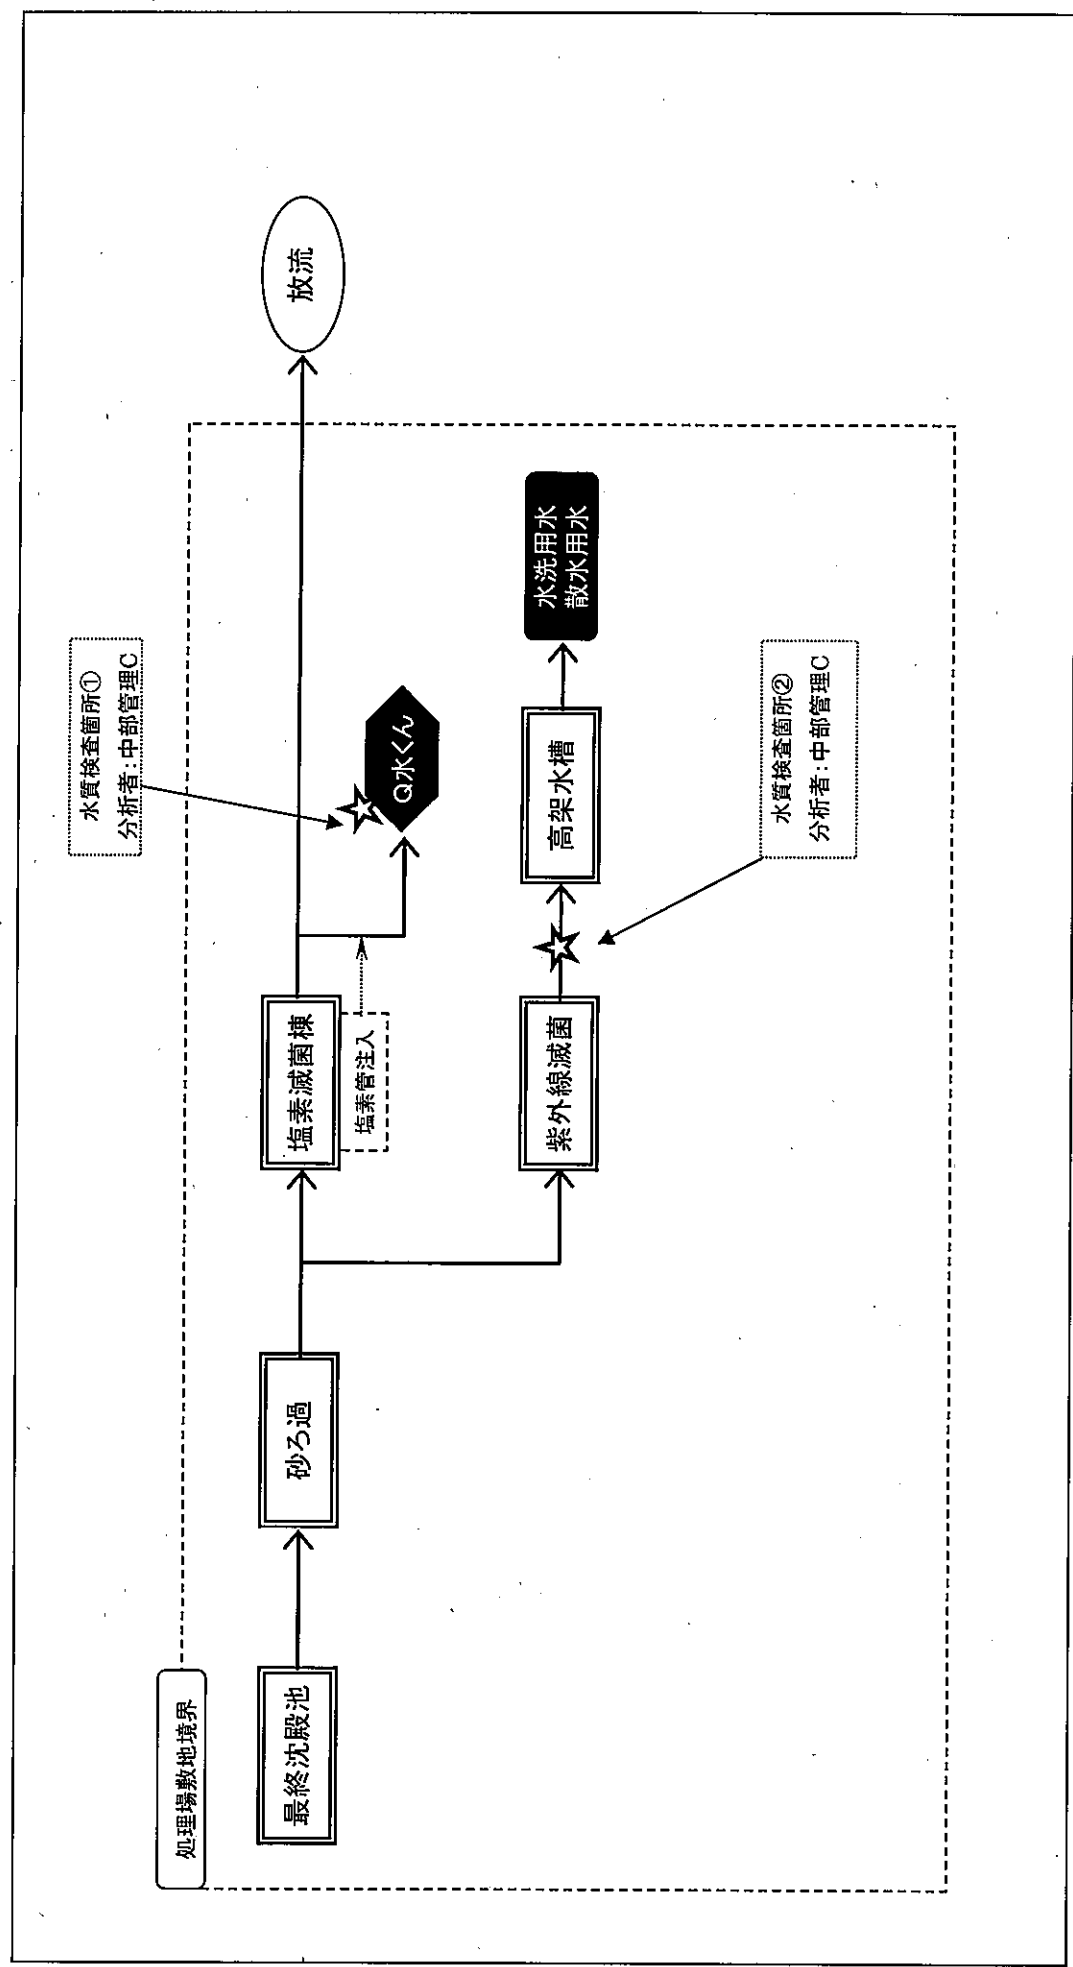 処理場敷地境界
水質検査箇所①
分析者：中部管理C
最終沈殿池
砂ろ過
塩素滅菌棟
放流
塩素管注入
Q水くん
紫外線滅菌
高架水槽
水洗用水
散水用水
水質検査箇所②
分析者：中部管理C